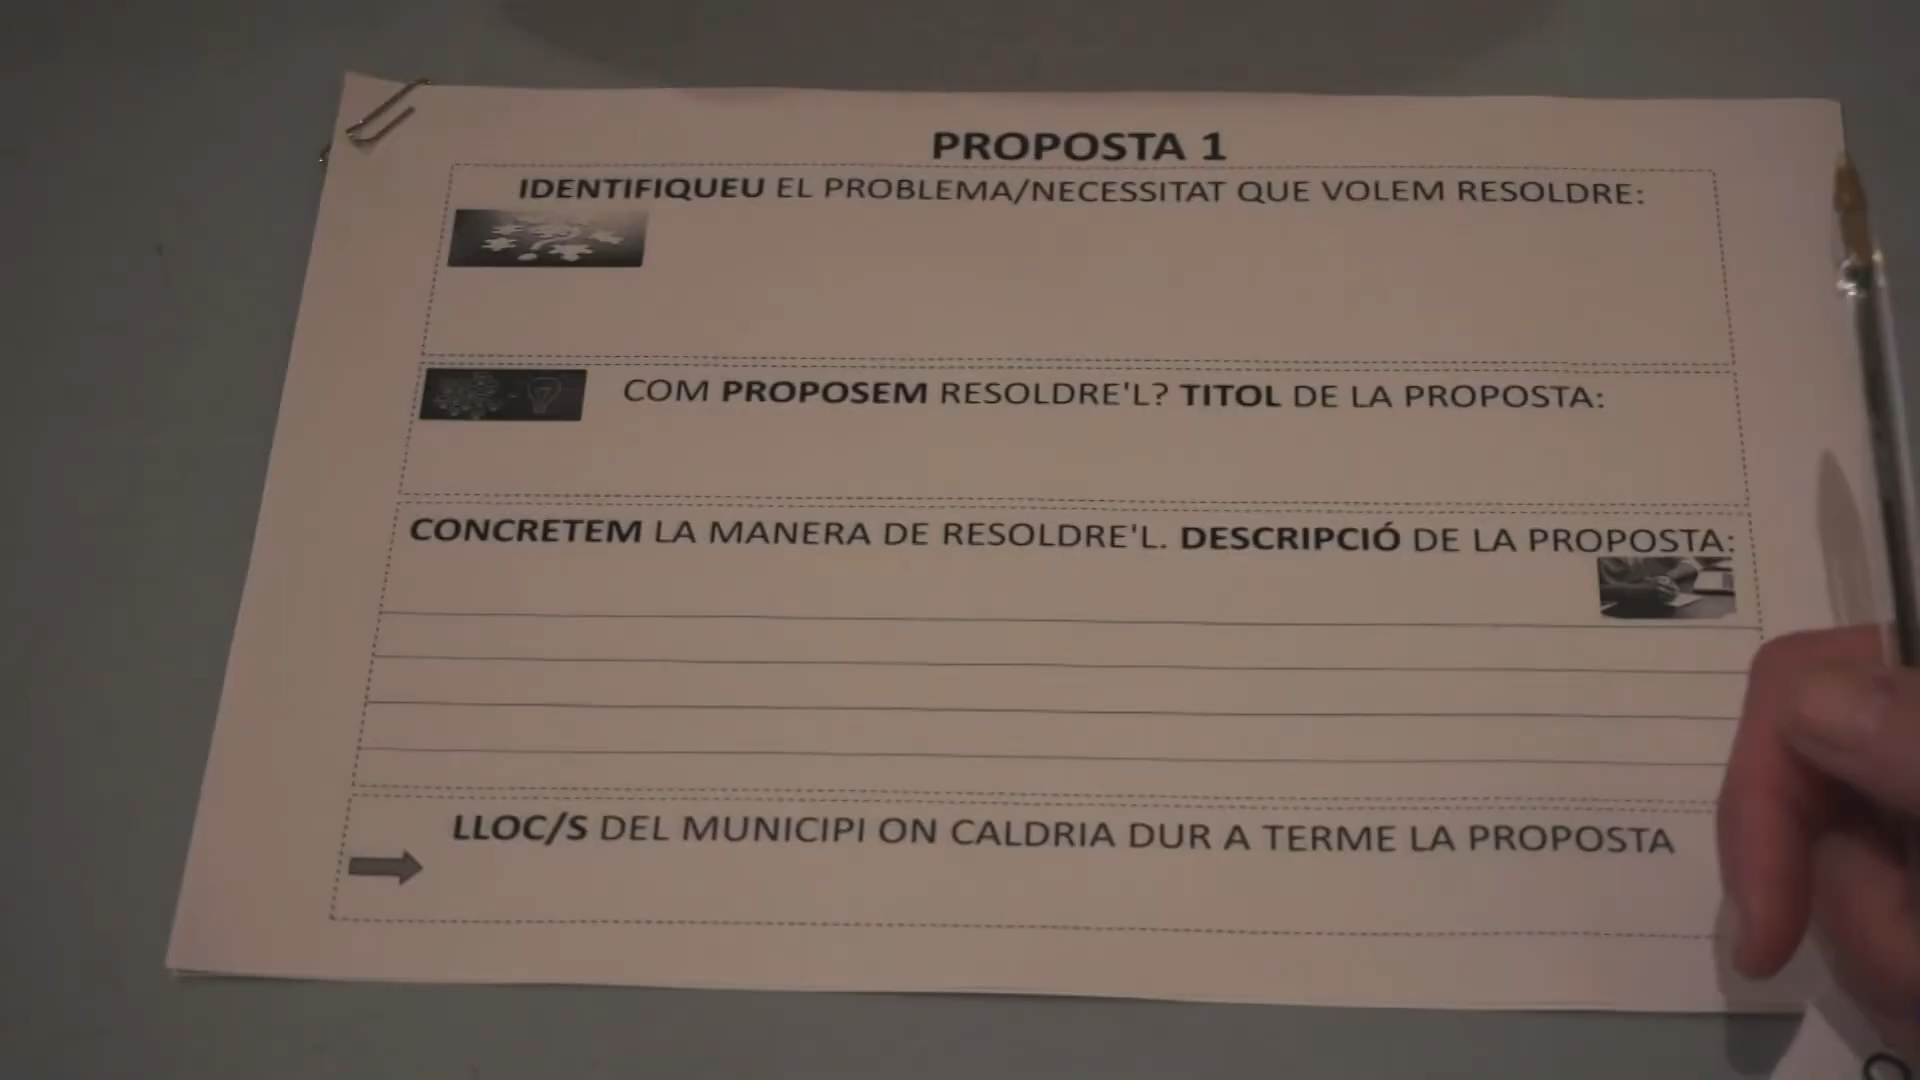 PROPOSTA 1
IDENTIFIQUEU EL PROBLEMA/NECESSITAT QUE VOLEM RESOLDRE:
COM PROPOSEM RESOLDRE'L? TITOL DE LA PROPOSTA:
CONCRETEM LA MANERA DE RESOLDRE'L. DESCRIPCIÓ DE LA PROPOSTA:
LLOC/S DEL MUNICIPI ON CALDRIA DUR A TERME LA PROPOSTA